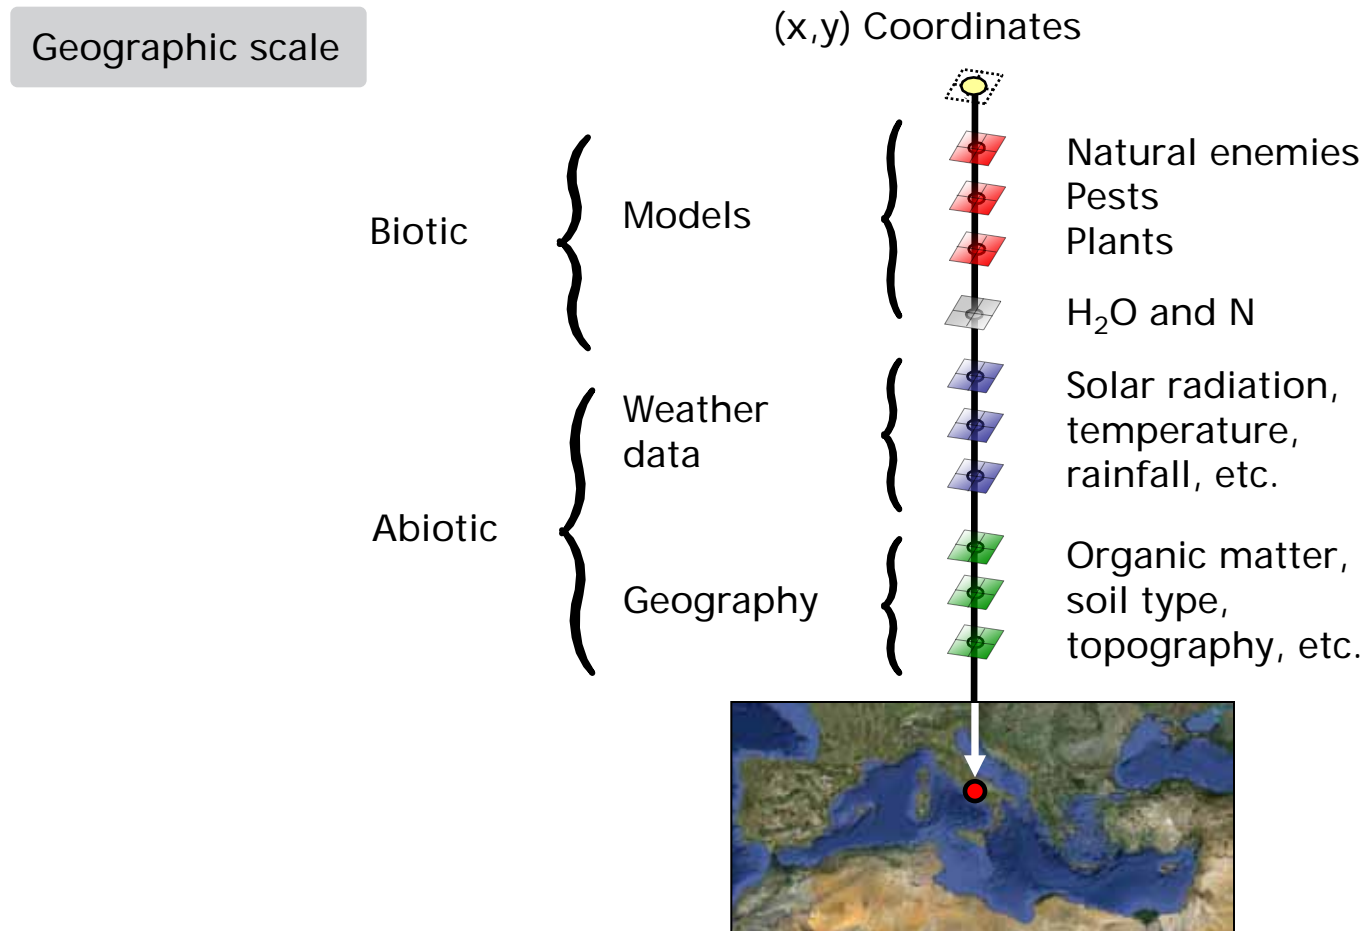 Geographic scale
(x,y) Coordinates
Biotic
Models
Natural enemies
Pests
Plants
H₂O and N
Abiotic
Weather
data
Solar radiation,
temperature,
rainfall, etc.
Geography
Organic matter,
soil type,
topography, etc.